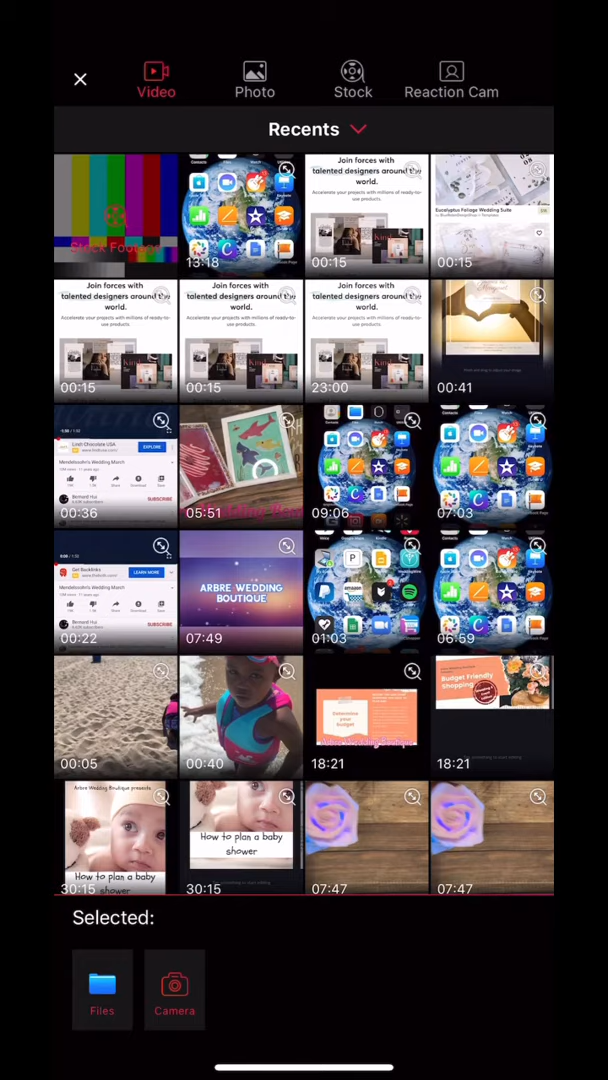 Video Photo Stock Reaction Cam
Recents
Stock Footage
13:18
Join forces with
talented designers around the
world.
Accelerate your projects with millions of ready-to-
use products.
00:15
Eucalyptus Foliage Wedding Suite
00:15
Join forces with
talented designers around the
world.
Accelerate your projects with millions of ready-to-
use products.
00:15
Join forces with
talented designers around the
world.
Accelerate your projects with millions of ready-to-
use products.
00:15
Join forces with
talented designers around the
world.
Accelerate your projects with millions of ready-to-
use products.
23:00
00:41
Lindt Chocolate USA
EXPLORE
Mendelssohn's Wedding March
Bernard Hui
SUBSCRIBE
00:36
05:51
09:06
07:03
Get Backlinks
LEARN MORE
Mendelssohn's Wedding March
Bernard Hui
SUBSCRIBE
00:22
ARBRE WEDDING
BOUTIQUE
07:49
amazon
01:03
06:59
00:05
00:40
Determine
your
budget
18:21
Budget Friendly
Shopping
18:21
Arbre Wedding Boutique presents
How to plan a baby
shower
30:15
How to plan a baby
shower
30:15
07:47
07:47
Selected:
Files Camera